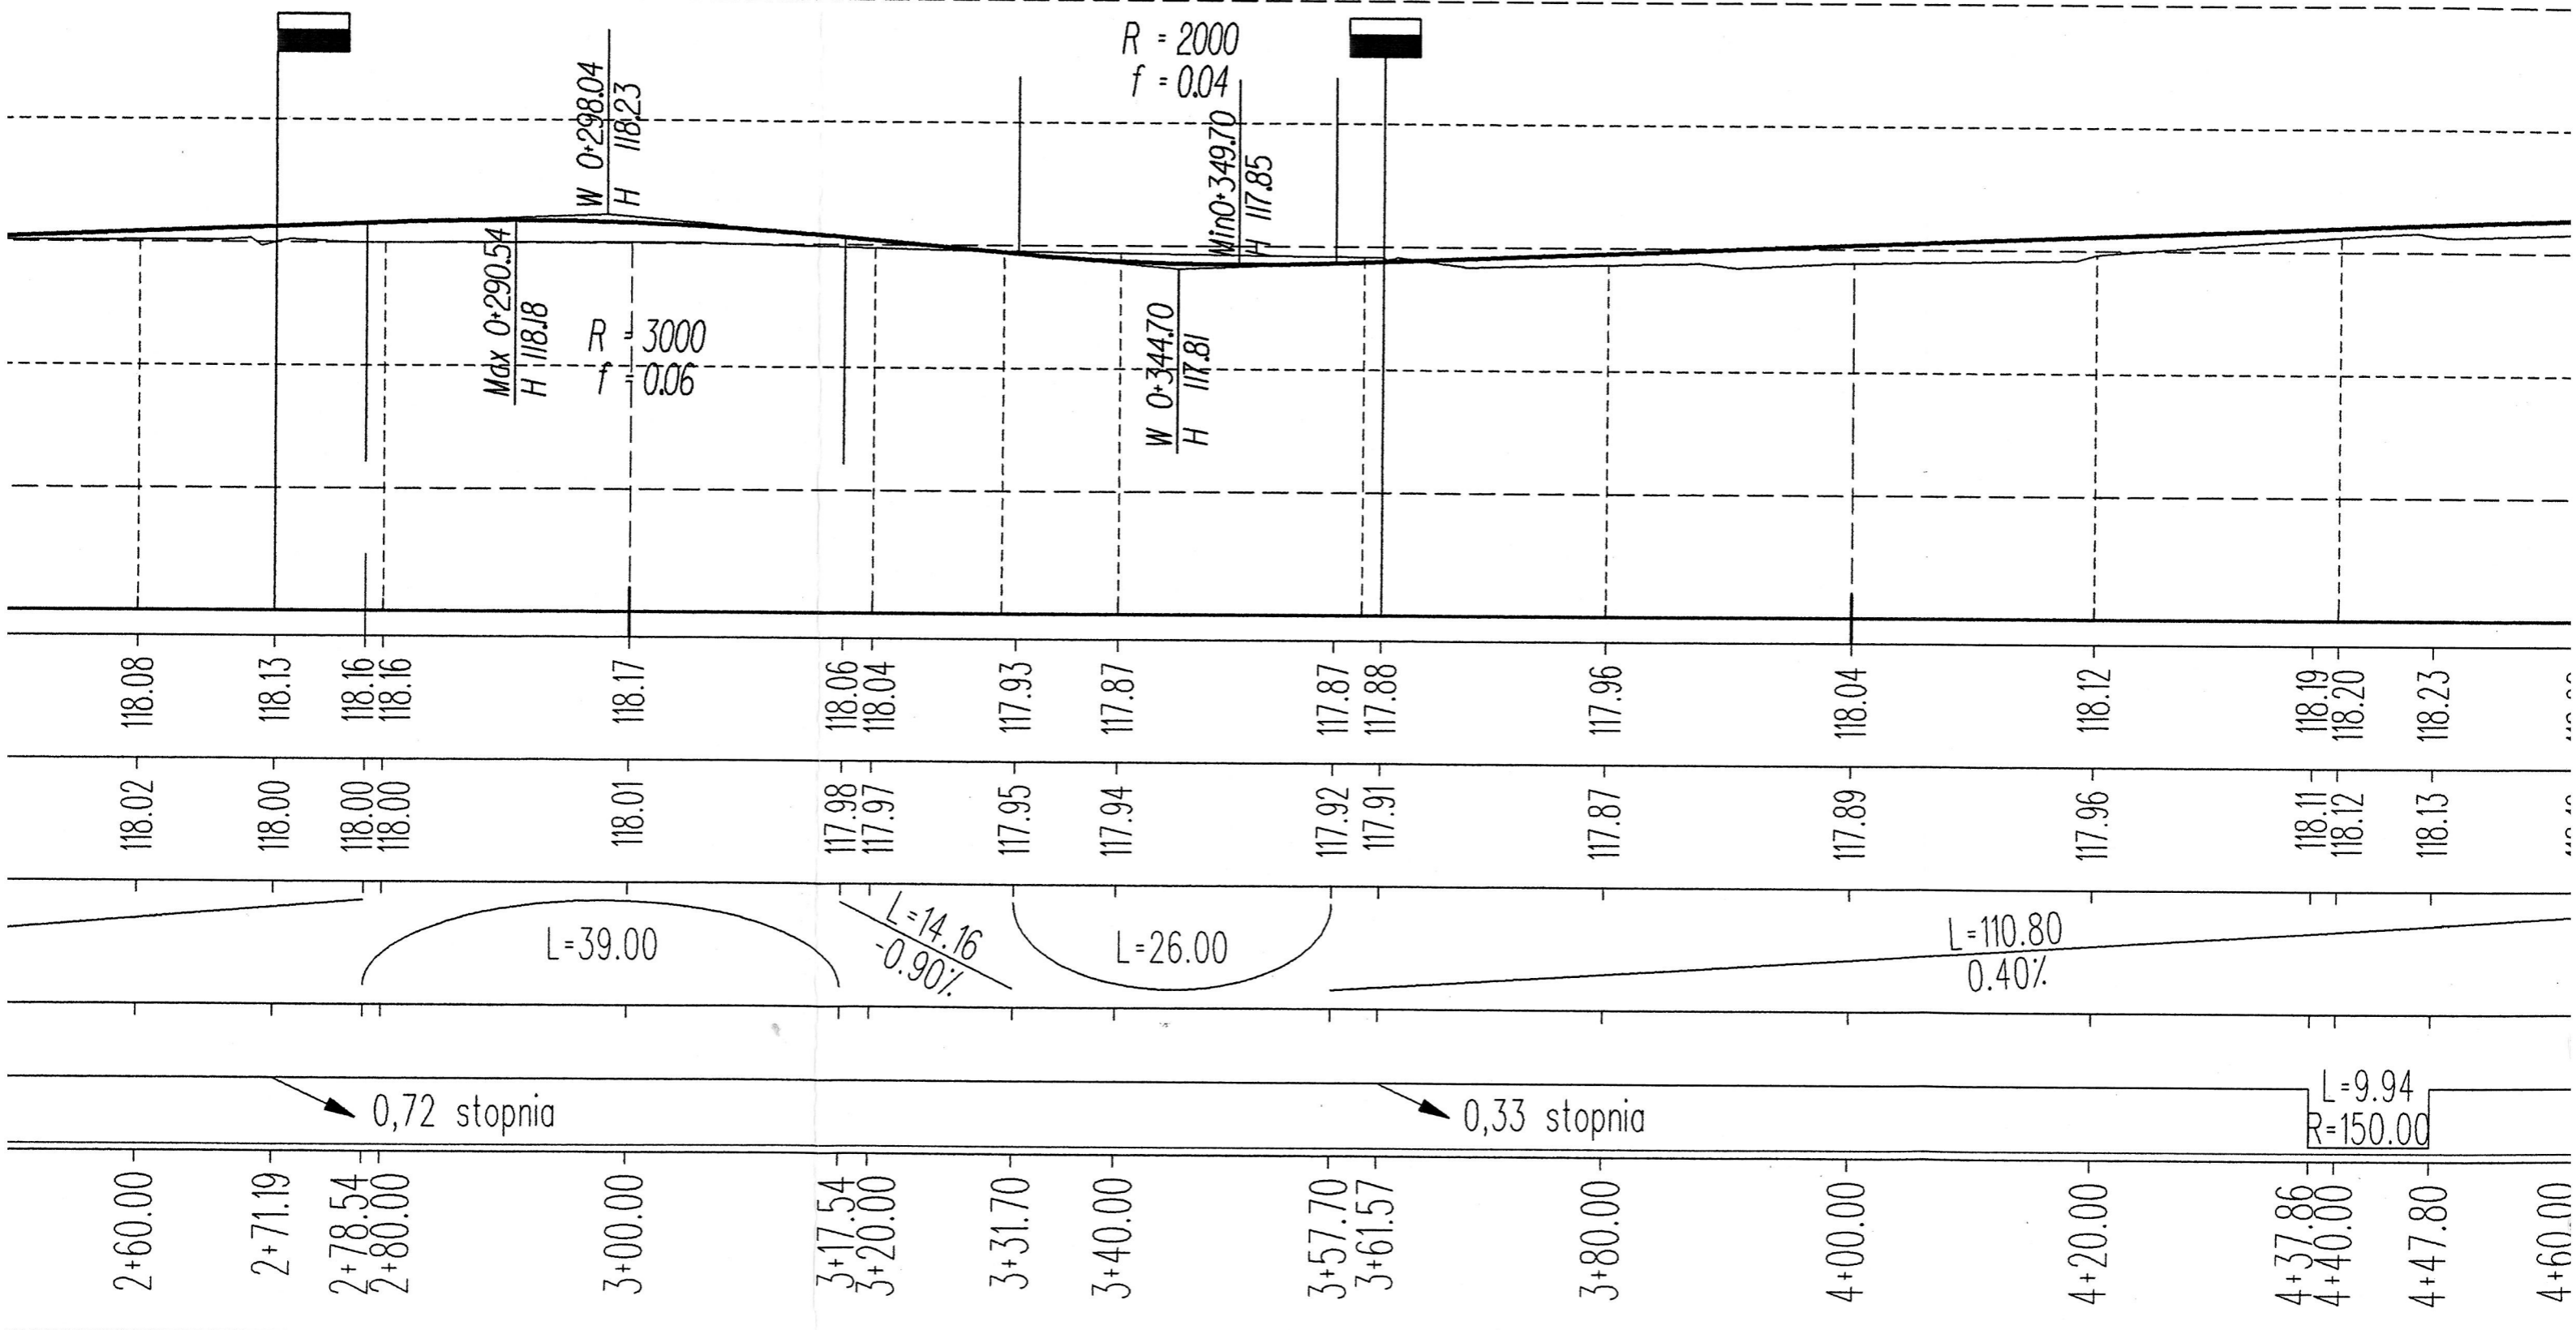 R = 2000
f = 0.04
W 0+298.04
H 118.23
Min0+349.70
H 117.85
Max 0+290.54
H 118.18
R = 3000
f = 0.06
W 0+344.70
H 117.81
118.08 118.13 118.16 118.16 118.17 118.06 118.04 117.93 117.87 117.87 117.88 117.96 118.04 118.12 118.19 118.20 118.23
118.02 118.00 118.00 118.00 118.01 117.98 117.97 117.95 117.94 117.92 117.91 117.87 117.89 117.96 118.11 118.12 118.13
L=39.00
L=14.16
-0.90%
L=26.00
L=110.80
0.40%
0,72 stopnia
0,33 stopnia
L=9.94
R=150.00
2+60.00 2+71.19 2+78.54 2+80.00 3+00.00 3+17.54 3+20.00 3+31.70 3+40.00 3+57.70 3+61.57 3+80.00 4+00.00 4+20.00 4+37.86 4+40.00 4+47.80 4+60.00